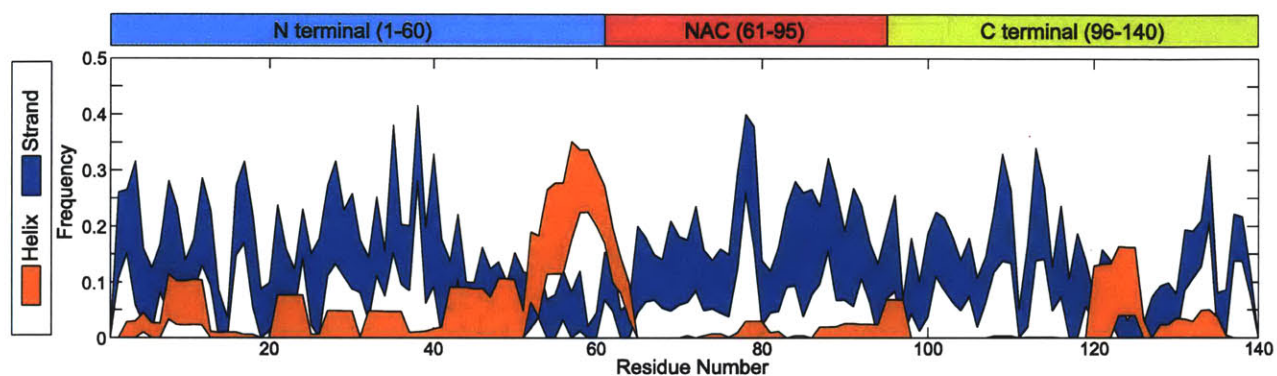 N terminal (1-60) NAC (61-95) C terminal (96-140)
0.5
0.4
0.3
0.2
0.1
0
Frequency
Strand
Helix
20 40 60 80 100 120 140
Residue Number